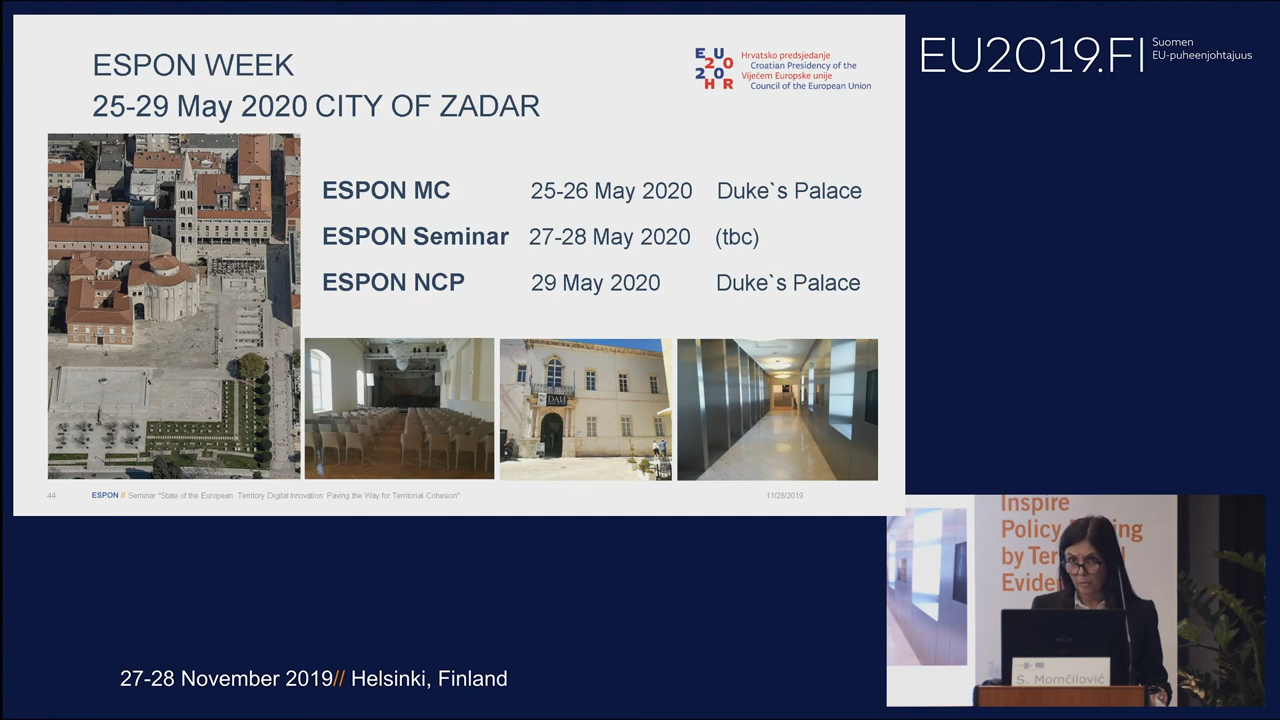 ESPON WEEK
25-29 May 2020 CITY OF ZADAR
EU
20
20
HR
Hrvatsko predsjedanje
Croatian Presidency of the
Vijećem Europske unije
Council of the European Union
EU2019.FI
Suomen
EU-puheenjohtajuus
ESPON MC 25-26 May 2020 Duke`s Palace
ESPON Seminar 27-28 May 2020 (tbc)
ESPON NCP 29 May 2020 Duke`s Palace
44 ESPON // Seminar "State of the European Territory Digital Innovation Paving the Way for Territorial Cohesion" 11/28/2019
Inspire
Policy
by
S. Momčilović
27-28 November 2019// Helsinki, Finland